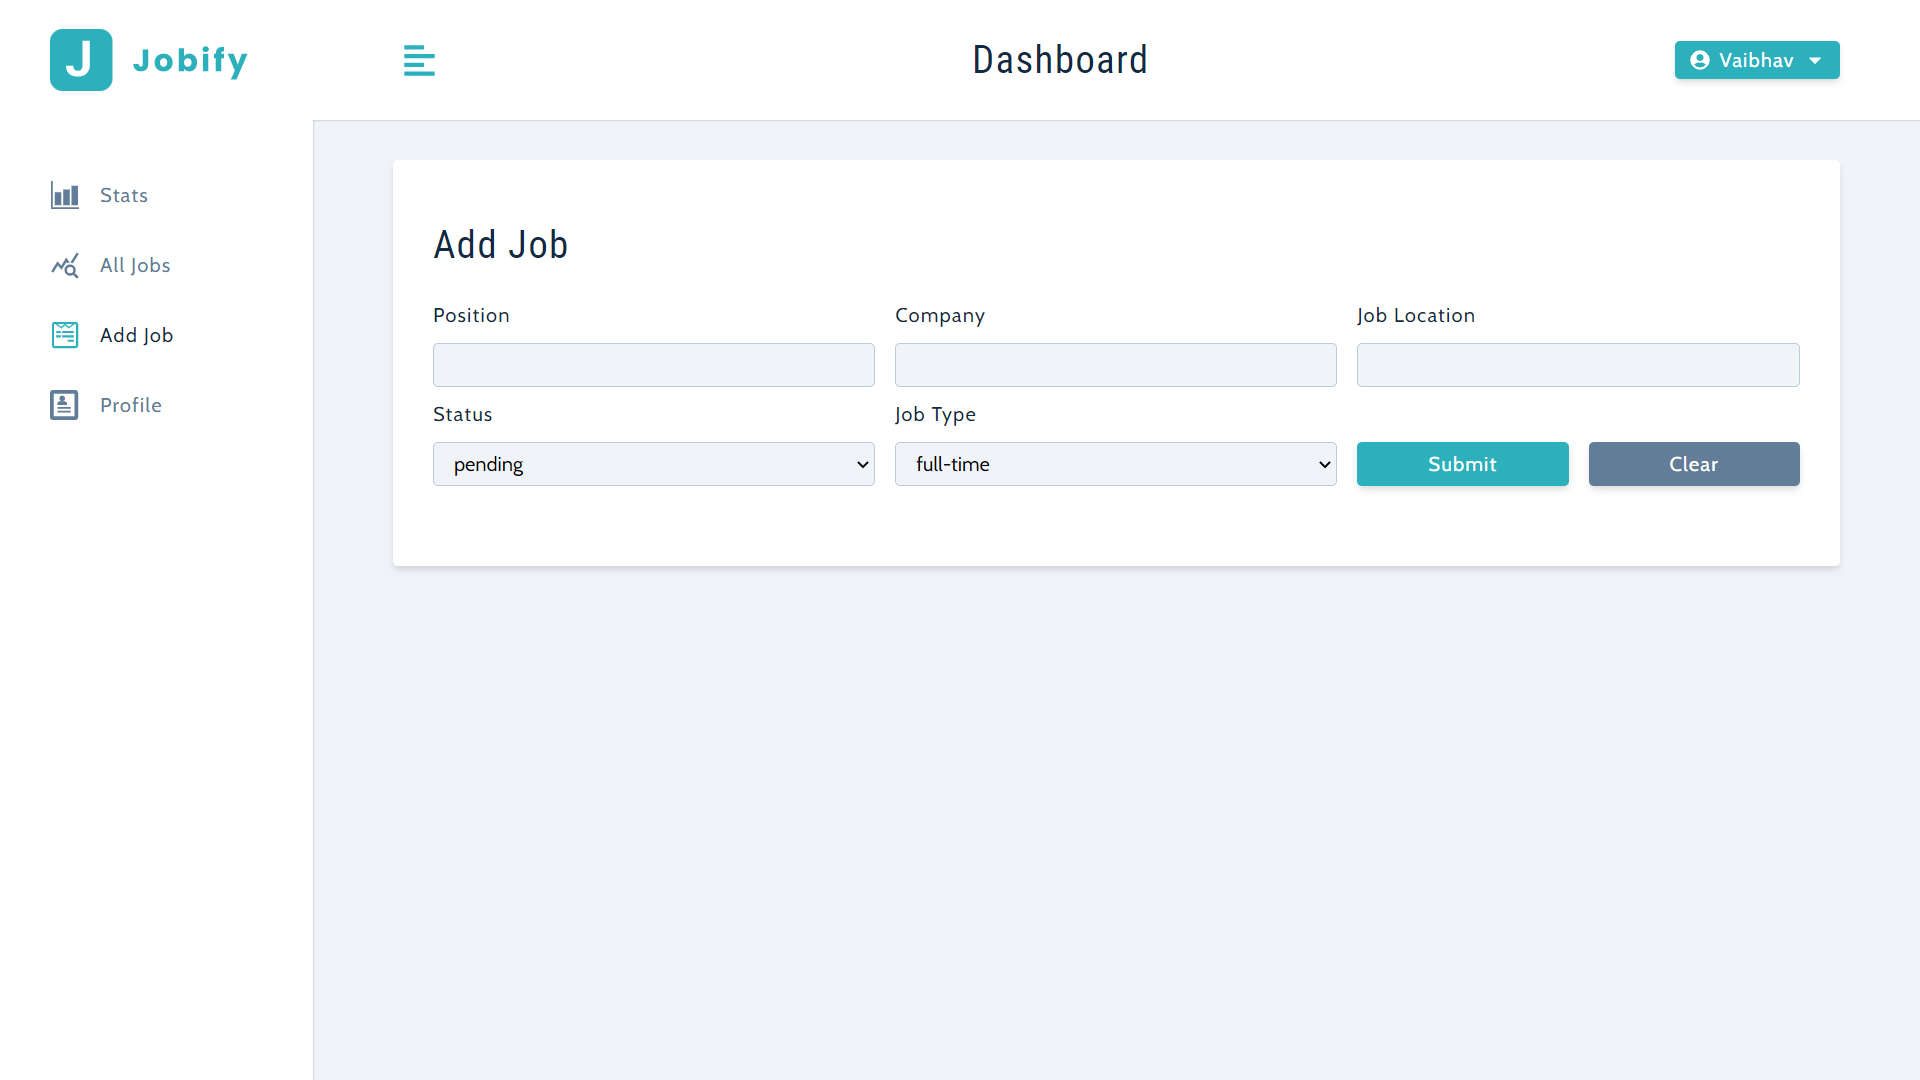 J Jobify
Dashboard
Vaibhav
Stats
All Jobs
Add Job
Profile
Add Job
Position
Company
Job Location
Status
Job Type
pending
full-time
Submit
Clear